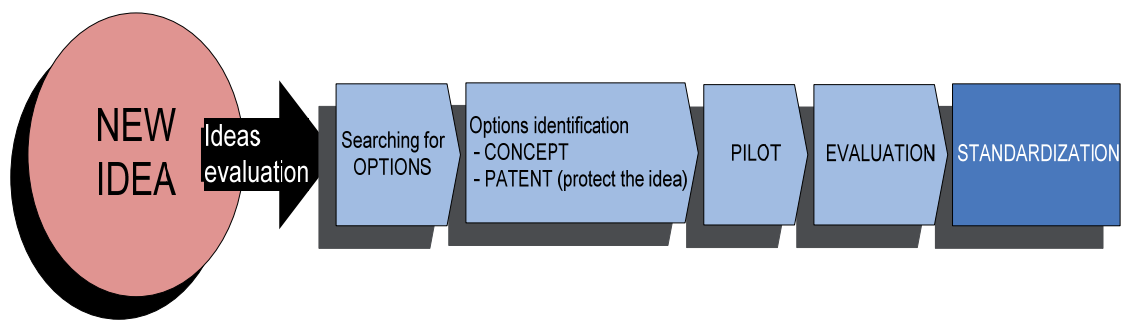 NEW
IDEA
Ideas
evaluation
Searching for
OPTIONS
Options identification
- CONCEPT
- PATENT (protect the idea)
PILOT
EVALUATION
STANDARDIZATION